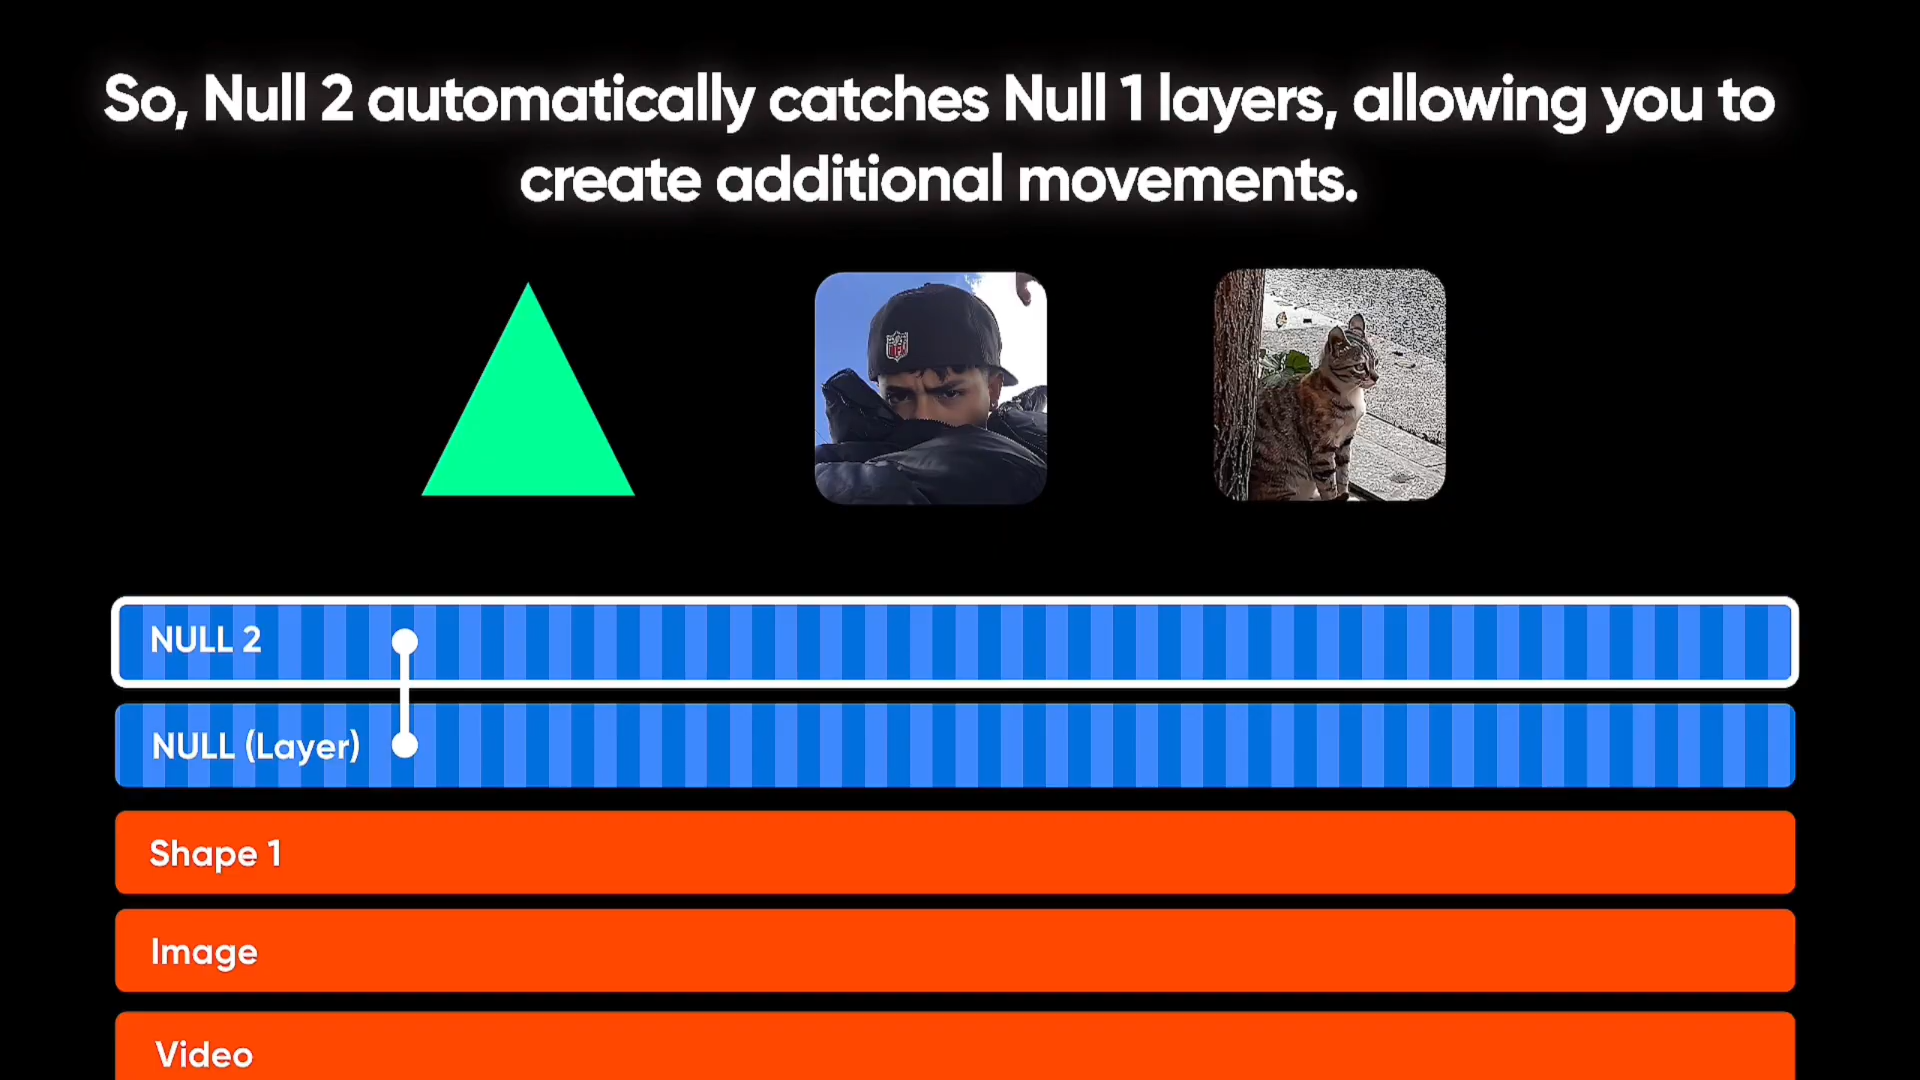 So, Null 2 automatically catches Null 1 layers, allowing you to
create additional movements.
NFL
NULL 2
NULL (Layer)
Shape 1
Image
Video